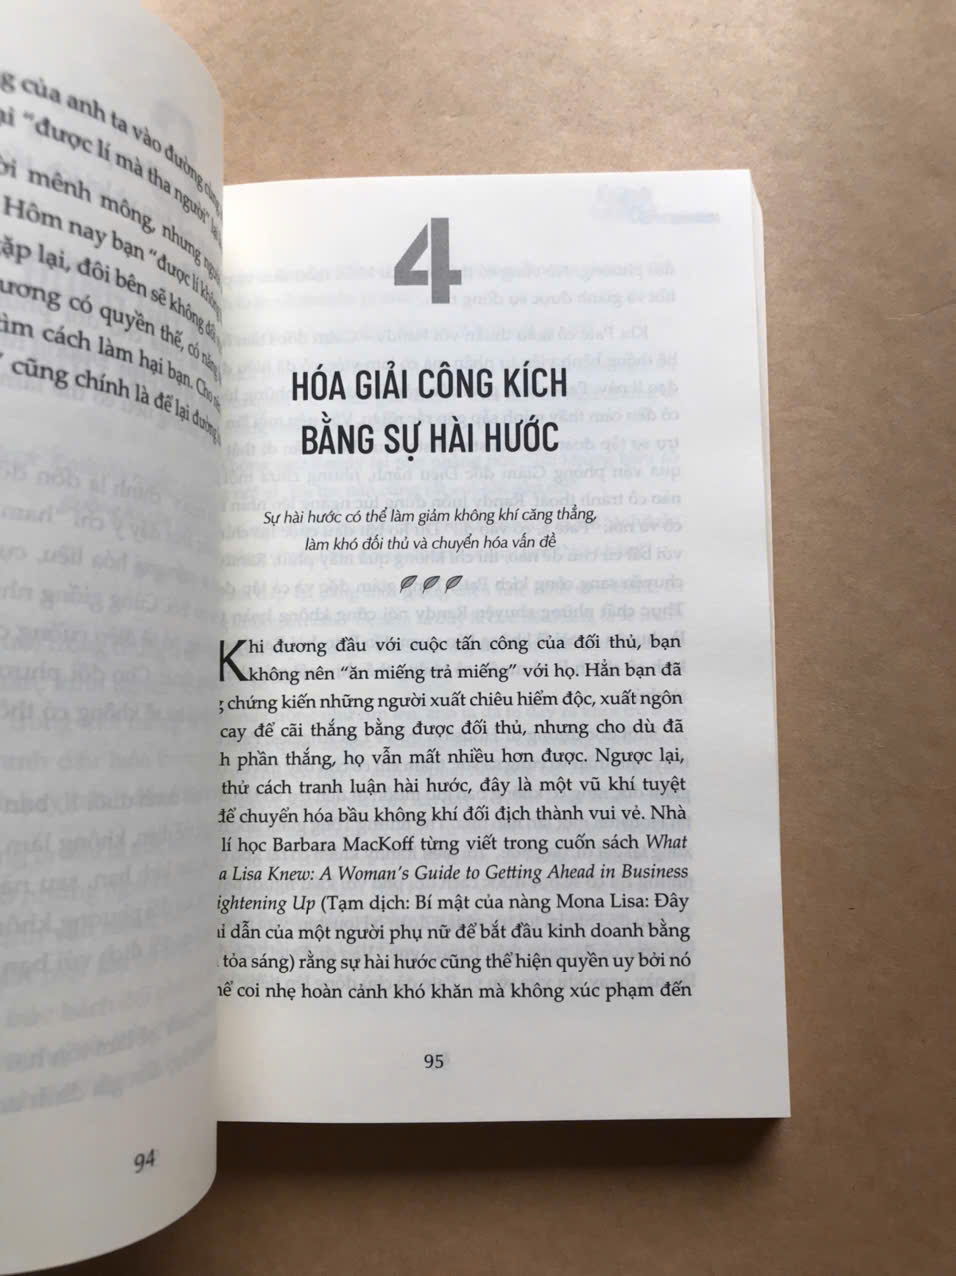 g của anh ta vào đường cùng
ại "được lí mà tha người" lại
ời mênh mông, nhưng người
Hôm nay bạn "được lí không
ặp lại, đôi bên sẽ không
ương có quyền thế, có năng
tìm cách làm hại bạn. Cho nên
cũng chính là để lại đường
94
4
HÓA GIẢI CÔNG KÍCH
BẰNG SỰ HÀI HƯỚC
Sự hài hước có thể làm giảm không khí căng thẳng,
làm khó đối thủ và chuyển hóa vấn đề
Khi đương đầu với cuộc tấn công của đối thủ, bạn
không nên "ăn miếng trả miếng" với họ. Hẳn bạn đã
g chứng kiến những người xuất chiêu hiểm độc, xuất ngôn
cay để cãi thắng bằng được đối thủ, nhưng cho dù đã
h phần thắng, họ vẫn mất nhiều hơn được. Ngược lại,
thử cách tranh luận hài hước, đây là một vũ khí tuyệt
để chuyển hóa bầu không khí đối địch thành vui vẻ. Nhà
lí học Barbara MacKoff từng viết trong cuốn sách What
a Lisa Knew: A Woman's Guide to Getting Ahead in Business
ightening Up (Tạm dịch: Bí mật của nàng Mona Lisa: Đây
ỉ dẫn của một người phụ nữ để bắt đầu kinh doanh bằng
tỏa sáng) rằng sự hài hước cũng thể hiện quyền uy bởi nó
hể coi nhẹ hoàn cảnh khó khăn mà không xúc phạm đến
95